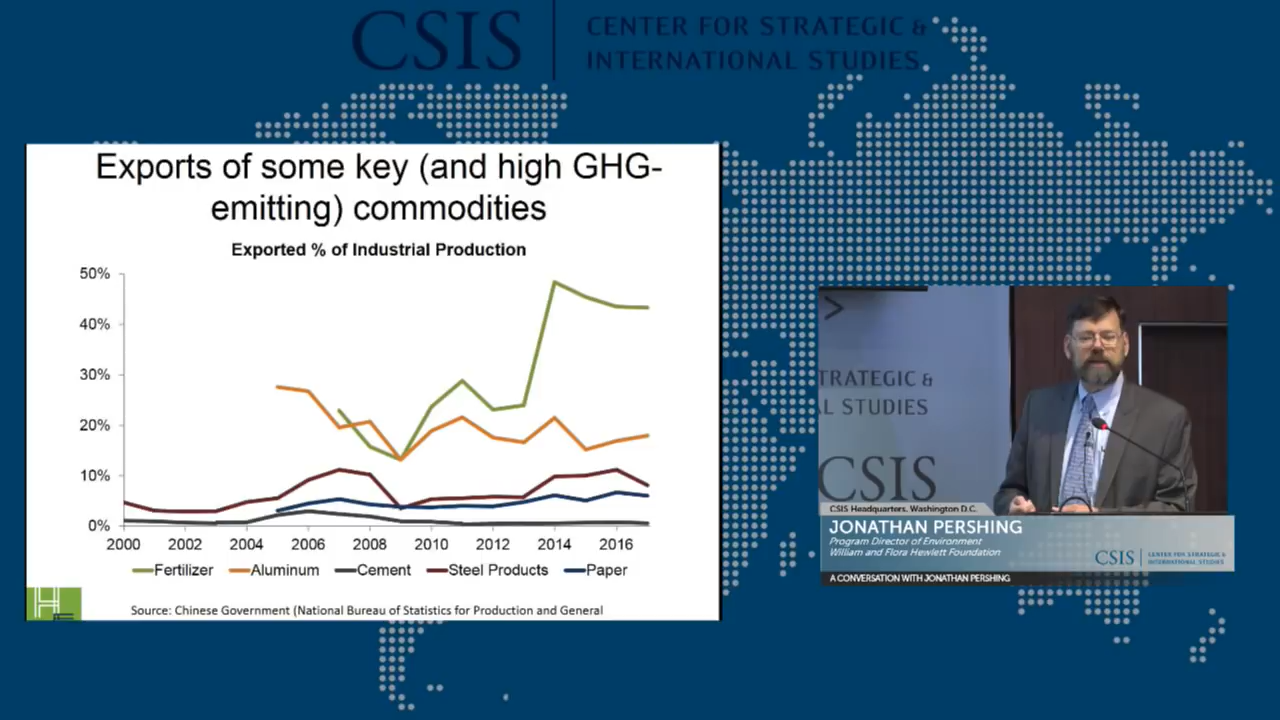 CSIS
CENTER FOR STRATEGIC &
INTERNATIONAL STUDIES
Exports of some key (and high GHG-
emitting) commodities
Exported % of Industrial Production
50%
40%
30%
20%
10%
0%
2000 2002 2004 2006 2008 2010 2012 2014 2016
Fertilizer Aluminum Cement Steel Products Paper
Source: Chinese Government (National Bureau of Statistics for Production and General
>
TRATEGIC &
L STUDIES
CSIS
CSIS Headquarters, Washington D.C.
JONATHAN PERSHING
Program Director of Environment
William and Flora Hewlett Foundation
CSIS
CENTER FOR STRATEGIC &
INTERNATIONAL STUDIES
A CONVERSATION WITH JONATHAN PERSHING